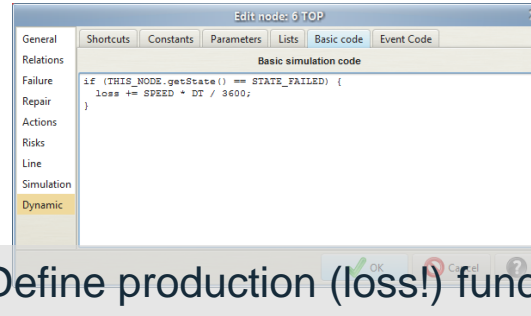 Edit node: 6 TOP
General
Shortcuts Constants Parameters Lists Basic code Event Code
Relations
Basic simulation code
Failure
if (THIS_NODE.getState() == STATE_FAILED) {
loss += SPEED * DT / 3600;
}
Repair
Actions
Risks
Line
Simulation
Dynamic
OK Cancel ?
Define production (loss!) func